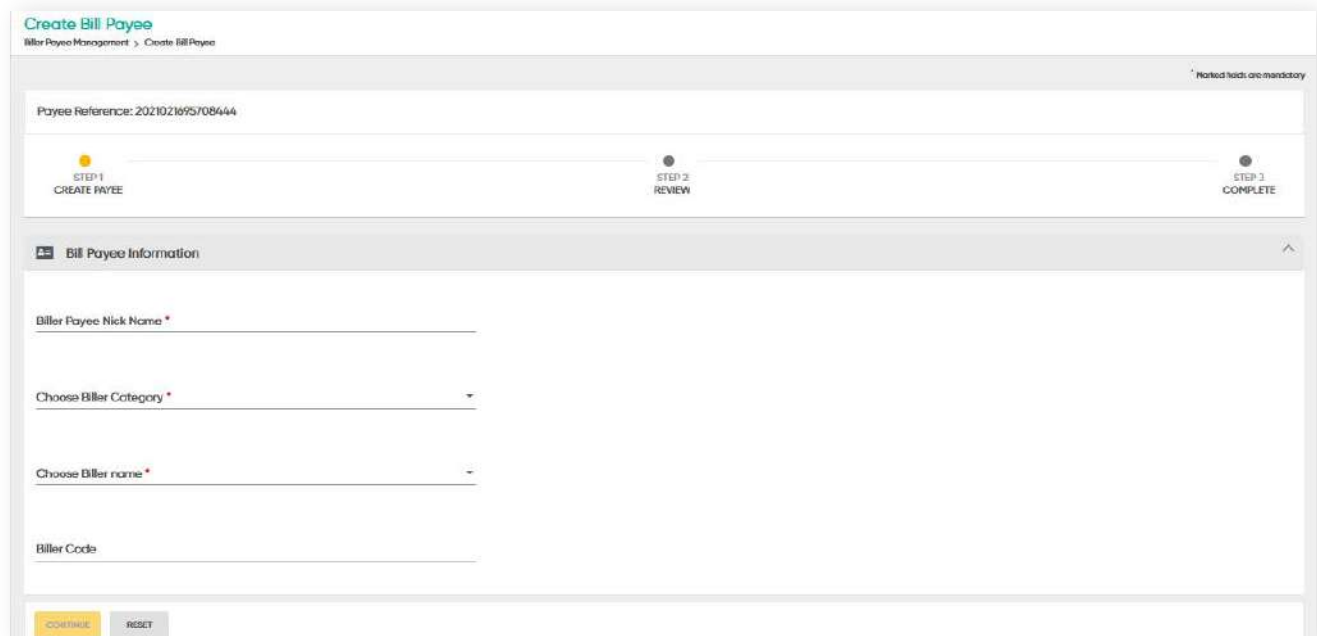 Create Bill Payee
Biller Payee Management > Create Bill Payee
* Marked fields are mandatory
Payee Reference: 2021021695708444
STEP 1
CREATE PAYEE
STEP 2
REVIEW
STEP 3
COMPLETE
Bill Payee Information
Biller Payee Nick Name *
Choose Biller Category *
Choose Biller name *
Biller Code
CONTINUE
RESET